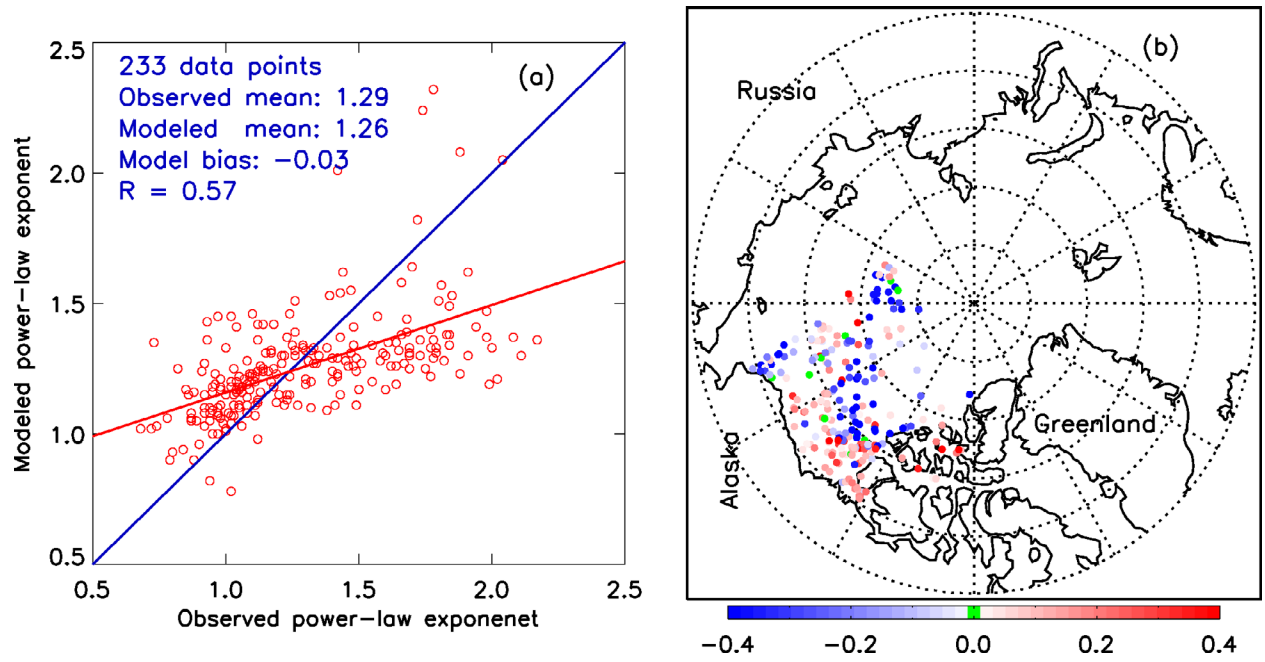 2.5
2.0
1.5
1.0
0.5
Modeled power-law exponent
233 data points
Observed mean: 1.29
Modeled mean: 1.26
Model bias: -0.03
R = 0.57
(a)
0.5 1.0 1.5 2.0 2.5
Observed power-law exponenet
(b)
Russia
Greenland
Alaska
-0.4 -0.2 0.0 0.2 0.4